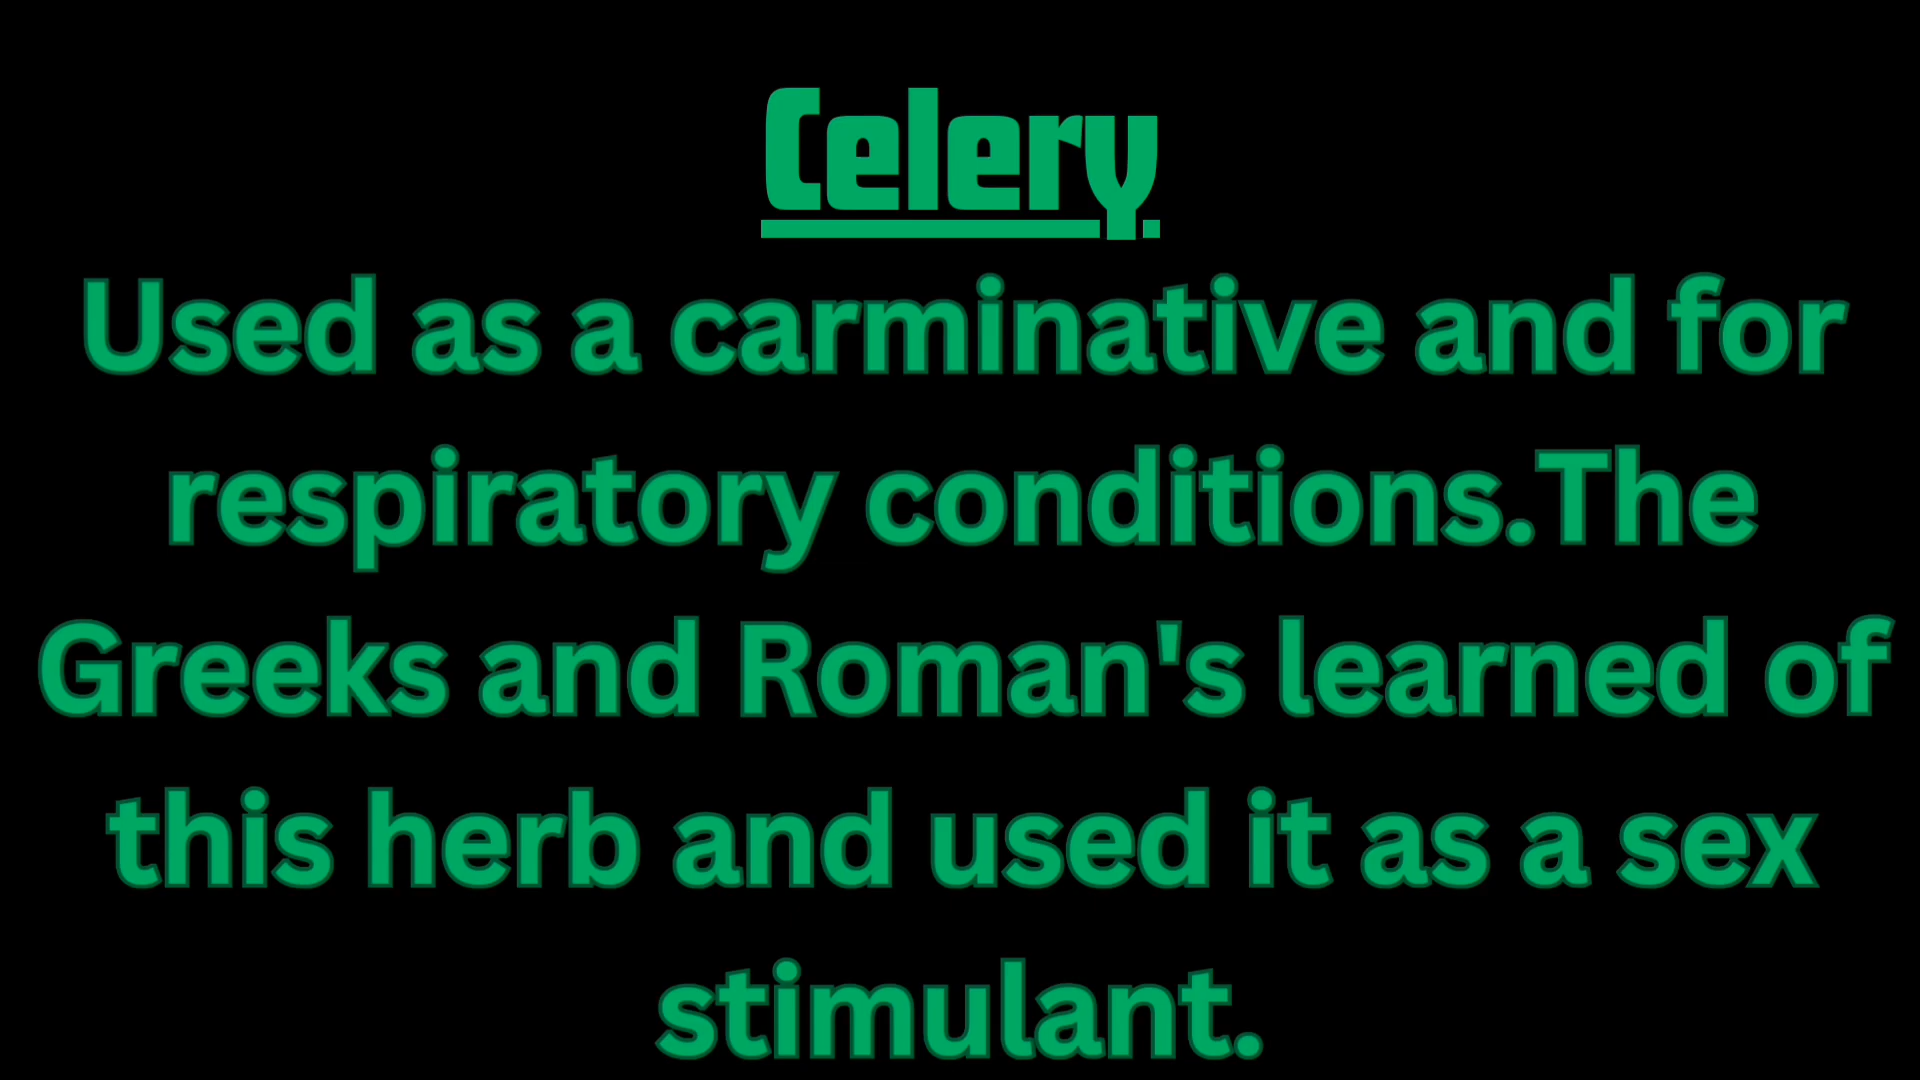 Celery
Used as a carminative and for
respiratory conditions.The
Greeks and Roman's learned of
this herb and used it as a sex
stimulant.